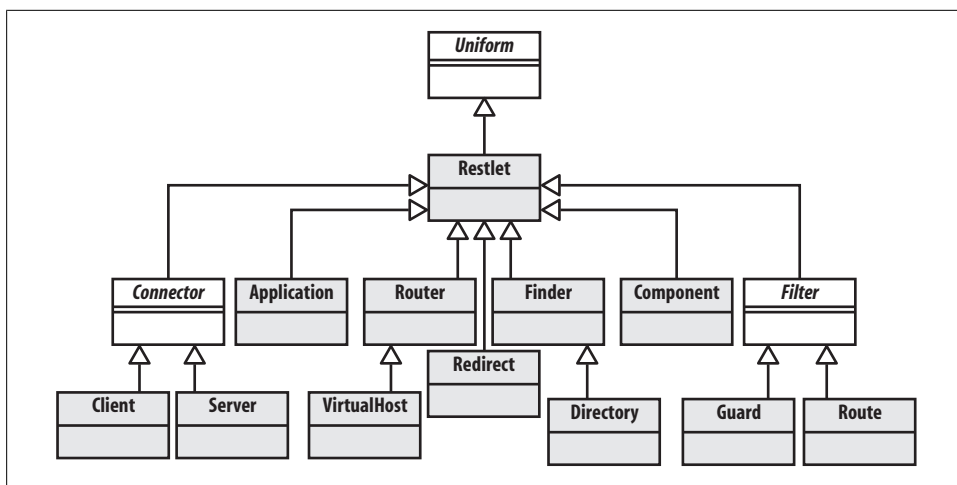 Uniform
Restlet
Connector
Application
Router
Finder
Component
Filter
Redirect
Client
Server
VirtualHost
Directory
Guard
Route